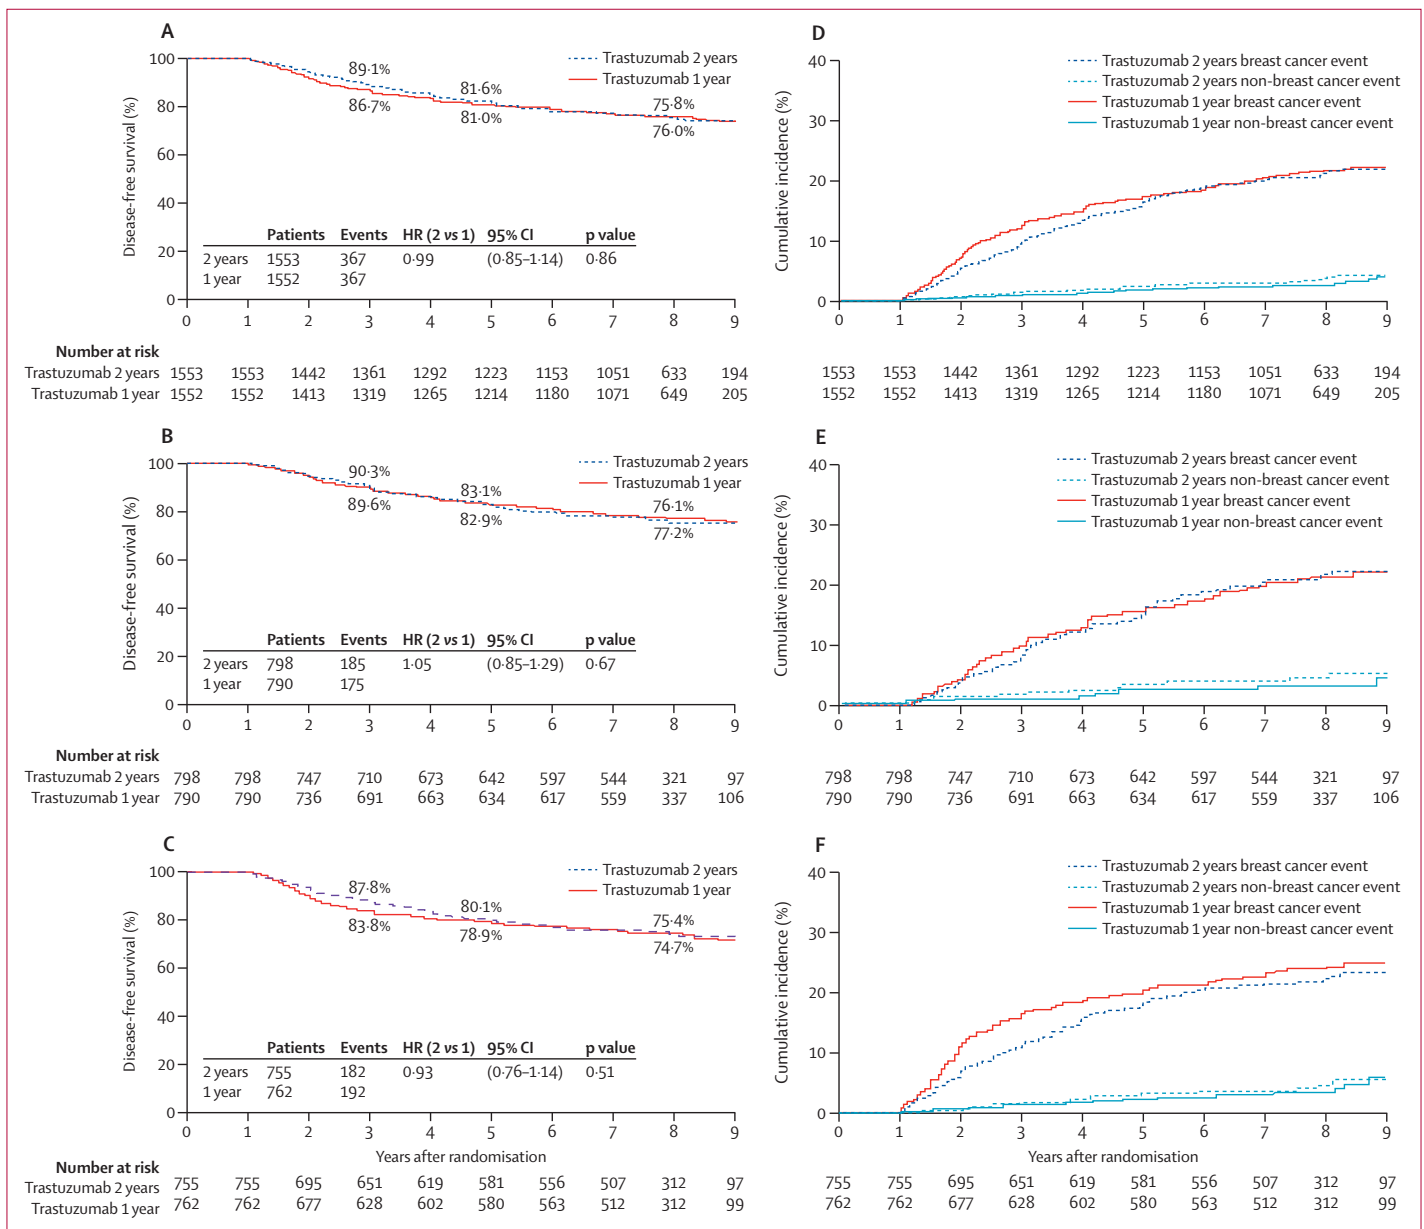 A
Trastuzumab 2 years
Trastuzumab 1 year
Disease-free survival (%)
100
80
60
40
20
0
89·1%
86·7%
81·6%
81·0%
75·8%
76·0%
Patients Events HR (2 vs 1) 95% CI p value
2 years 1553 367 0·99 (0·85–1·14) 0·86
1 year 1552 367
0 1 2 3 4 5 6 7 8 9
Number at risk
Trastuzumab 2 years 1553 1553 1442 1361 1292 1223 1153 1051 633 194
Trastuzumab 1 year 1552 1552 1413 1319 1265 1214 1180 1071 649 205
D
Trastuzumab 2 years breast cancer event
Trastuzumab 2 years non-breast cancer event
Trastuzumab 1 year breast cancer event
Trastuzumab 1 year non-breast cancer event
Cumulative incidence (%)
40
30
20
10
0
0 1 2 3 4 5 6 7 8 9
1553 1553 1442 1361 1292 1223 1153 1051 633 194
1552 1552 1413 1319 1265 1214 1180 1071 649 205
B
Trastuzumab 2 years
Trastuzumab 1 year
Disease-free survival (%)
100
80
60
40
20
0
90·3%
89·6%
83·1%
82·9%
76·1%
77·2%
Patients Events HR (2 vs 1) 95% CI p value
2 years 798 185 1·05 (0·85–1·29) 0·67
1 year 790 175
0 1 2 3 4 5 6 7 8 9
Number at risk
Trastuzumab 2 years 798 798 747 710 673 642 597 544 321 97
Trastuzumab 1 year 790 790 736 691 663 634 617 559 337 106
E
Trastuzumab 2 years breast cancer event
Trastuzumab 2 years non-breast cancer event
Trastuzumab 1 year breast cancer event
Trastuzumab 1 year non-breast cancer event
Cumulative incidence (%)
40
30
20
10
0
0 1 2 3 4 5 6 7 8 9
798 798 747 710 673 642 597 544 321 97
790 790 736 691 663 634 617 559 337 106
C
Trastuzumab 2 years
Trastuzumab 1 year
Disease-free survival (%)
100
80
60
40
20
0
87·8%
83·8%
80·1%
78·9%
75·4%
74·7%
Patients Events HR (2 vs 1) 95% CI p value
2 years 755 182 0·93 (0·76–1·14) 0·51
1 year 762 192
0 1 2 3 4 5 6 7 8 9
Years after randomisation
Number at risk
Trastuzumab 2 years 755 755 695 651 619 581 556 507 312 97
Trastuzumab 1 year 762 762 677 628 602 580 563 512 312 99
F
Trastuzumab 2 years breast cancer event
Trastuzumab 2 years non-breast cancer event
Trastuzumab 1 year breast cancer event
Trastuzumab 1 year non-breast cancer event
Cumulative incidence (%)
40
30
20
10
0
0 1 2 3 4 5 6 7 8 9
Years after randomisation
755 755 695 651 619 581 556 507 312 97
762 762 677 628 602 580 563 512 312 99